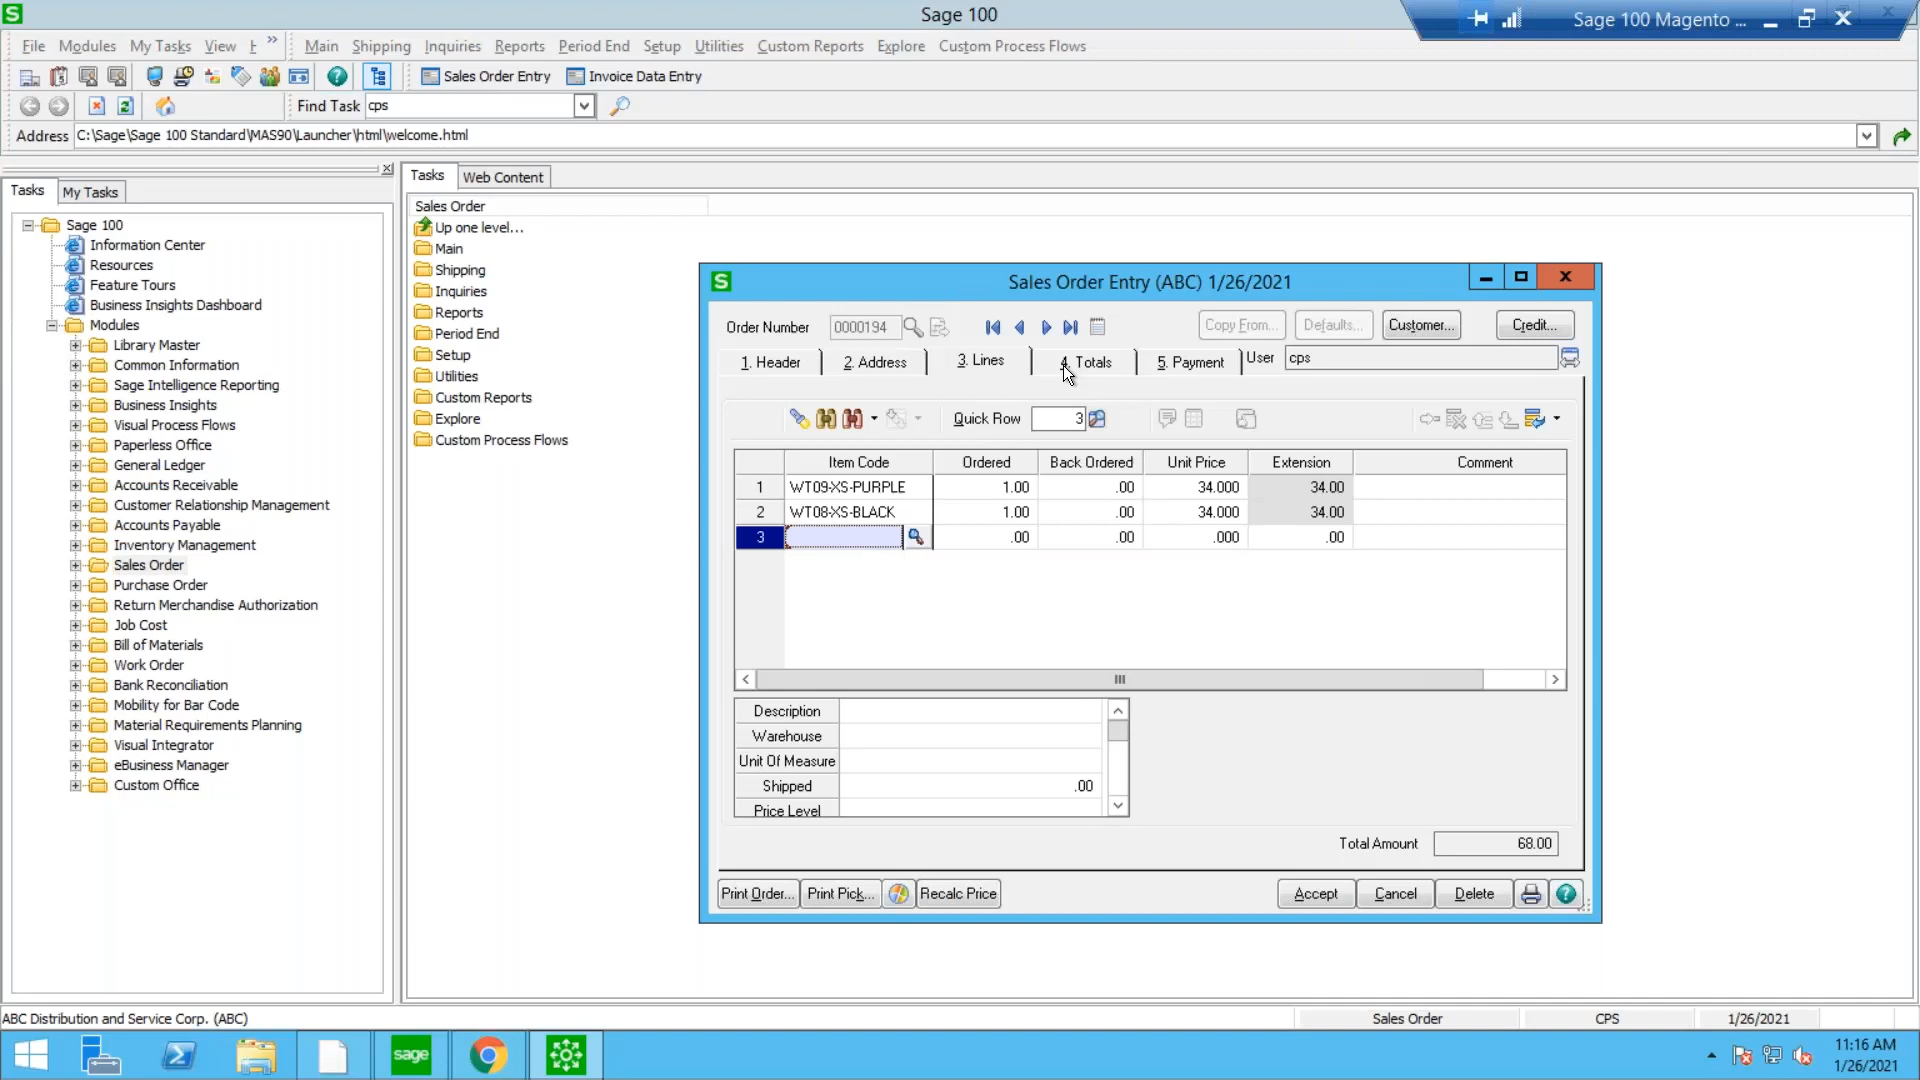 Sage 100
Sage 100 Magento ...
File Modules My Tasks View Main Shipping Inquiries Reports Period End Setup Utilities Custom Reports Explore Custom Process Flows
Sales Order Entry Invoice Data Entry
Find Task cps
Address C:\Sage\Sage 100 Standard\MAS90\Launcher\html\welcome.html
Tasks My Tasks
Sage 100
Information Center
Resources
Feature Tours
Business Insights Dashboard
Modules
Library Master
Common Information
Sage Intelligence Reporting
Business Insights
Visual Process Flows
Paperless Office
General Ledger
Accounts Receivable
Customer Relationship Management
Accounts Payable
Inventory Management
Sales Order
Purchase Order
Return Merchandise Authorization
Job Cost
Bill of Materials
Work Order
Bank Reconciliation
Mobility for Bar Code
Material Requirements Planning
Visual Integrator
eBusiness Manager
Custom Office
Tasks Web Content
Sales Order
Up one level...
Main
Shipping
Inquiries
Reports
Period End
Setup
Utilities
Custom Reports
Explore
Custom Process Flows
S Sales Order Entry (ABC) 1/26/2021
Order Number 0000194 Copy From... Defaults... Customer... Credit...
1. Header 2. Address 3. Lines 4. Totals 5. Payment User cps
Quick Row 3
Item Code Ordered Back Ordered Unit Price Extension Comment
1 WT09-XS-PURPLE 1.00 .00 34.000 34.00
2 WT08-XS-BLACK 1.00 .00 34.000 34.00
3 .00 .00 .000 .00
Description
Warehouse
Unit Of Measure
Shipped .00
Price Level
Total Amount 68.00
Print Order... Print Pick... Recalc Price Accept Cancel Delete
ABC Distribution and Service Corp. (ABC) Sales Order CPS 1/26/2021
sage
11:16 AM
1/26/2021